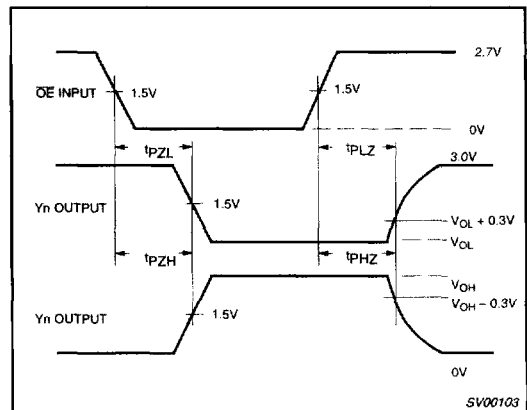 2.7V
O̅E̅ INPUT
1.5V
1.5V
0V
tPZL
tPLZ
3.0V
Yn OUTPUT
1.5V
VOL + 0.3V
VOL
tPZH
tPHZ
VOH
VOH – 0.3V
Yn OUTPUT
1.5V
0V
SV00103